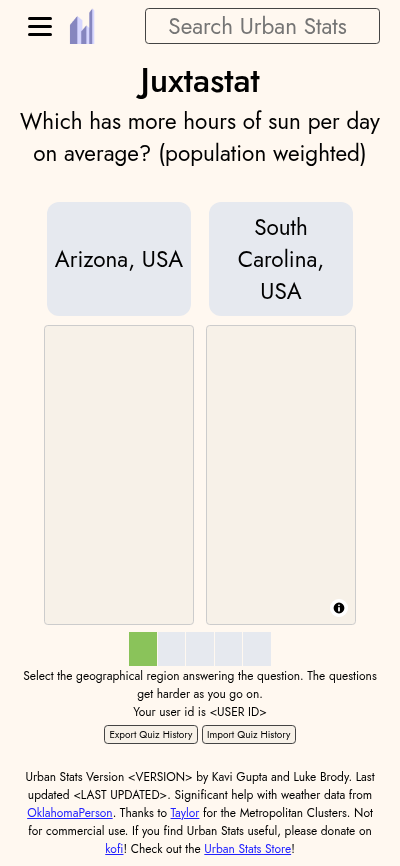 Search Urban Stats
Juxtastat
Which has more hours of sun per day
on average? (population weighted)
Arizona, USA
South
Carolina,
USA
Select the geographical region answering the question. The questions
get harder as you go on.
Your user id is <USER ID>
Export Quiz History
Import Quiz History
Urban Stats Version <VERSION> by Kavi Gupta and Luke Brody. Last
updated <LAST UPDATED>. Significant help with weather data from
OklahomaPerson. Thanks to Taylor for the Metropolitan Clusters. Not
for commercial use. If you find Urban Stats useful, please donate on
kofi! Check out the Urban Stats Store!